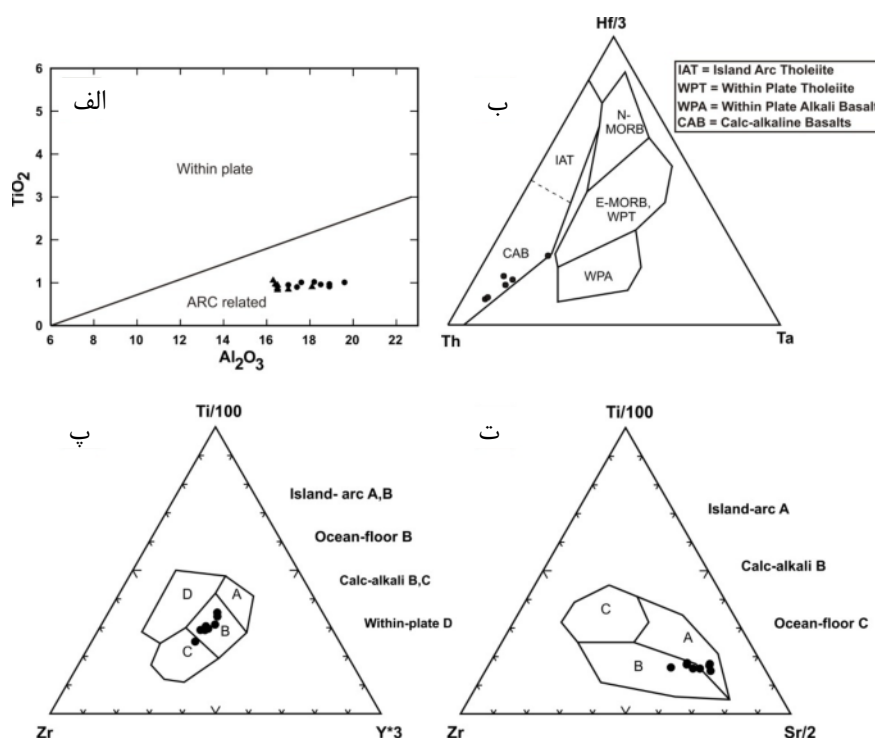 الف
6
5
4
3
2
1
0
TiO2
Within plate
ARC related
6 8 10 12 14 16 18 20 22
Al2O3
ب
Hf/3
IAT = Island Arc Tholeiite
WPT = Within Plate Tholeiite
WPA = Within Plate Alkali Basalt
CAB = Calc-alkaline Basalts
N-
MORB
IAT
E-MORB,
WPT
CAB
WPA
Th
Ta
پ
Ti/100
Island- arc A,B
Ocean-floor B
Calc-alkali B,C
Within-plate D
D
A
B
C
Zr
Y*3
ت
Ti/100
Island-arc A
Calc-alkali B
Ocean-floor C
C
A
B
Zr
Sr/2